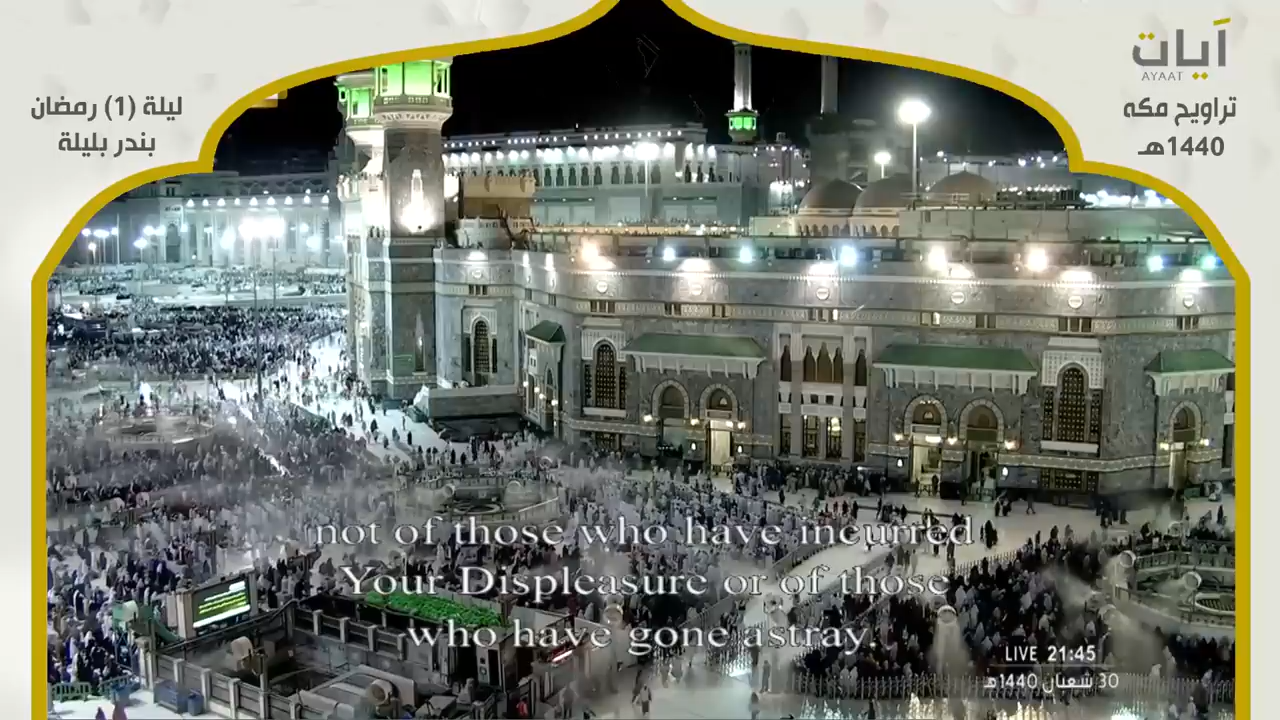 آيات
AYAAT
تراويح مكه
1440هـ
ليلة (1) رمضان
بندر بليلة
not of those who have incurred
Your Displeasure or of those
who have gone astray.
LIVE 21:45
30 شعبان 1440هـ